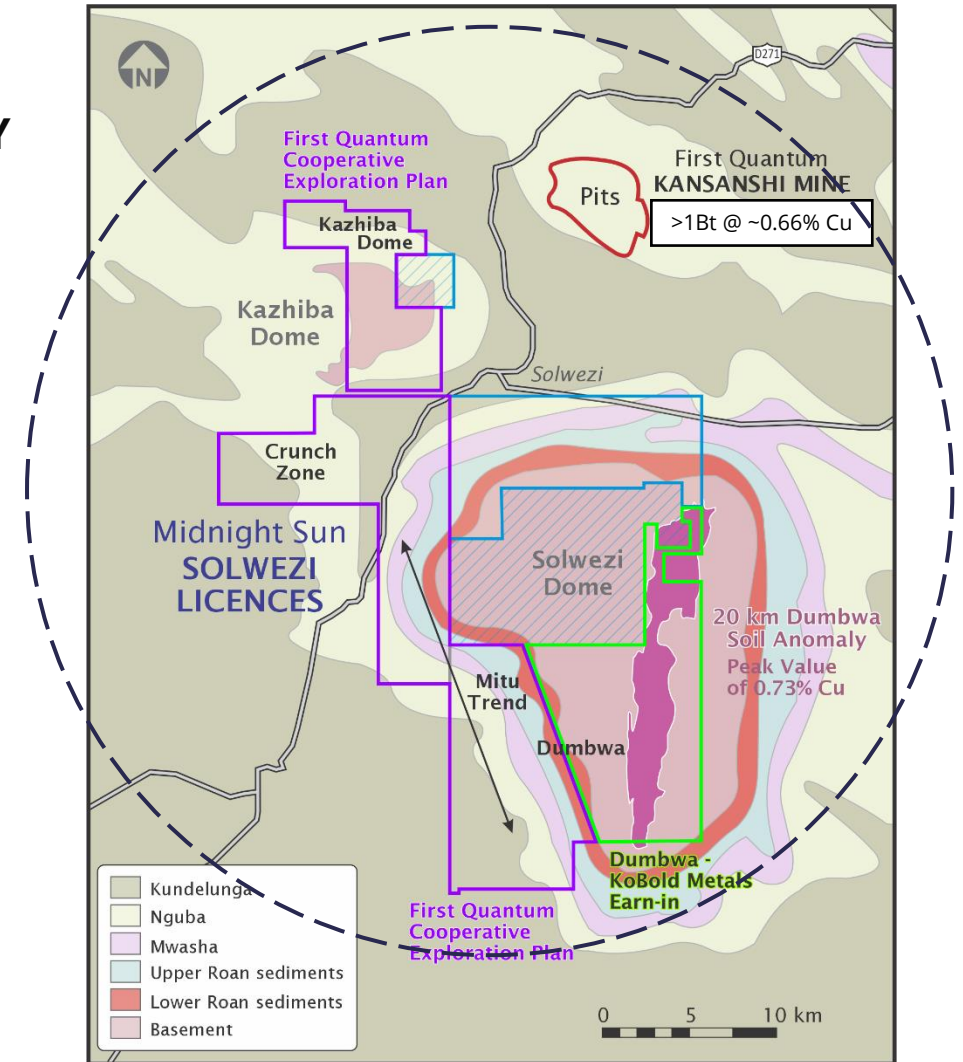 Y
N
D271
First Quantum
Cooperative
Exploration Plan
First Quantum
KANSANSHI MINE
Pits
>1Bt @ ~0.66% Cu
Kazhiba
Dome
Kazhiba
Dome
Solwezi
Crunch
Zone
Midnight Sun
SOLWEZI
LICENCES
Solwezi
Dome
20 km Dumbwa
Soil Anomaly
Peak Value
of 0.73% Cu
Mitu
Trend
Dumbwa
Dumbwa -
KoBold Metals
Earn-in
First Quantum
Cooperative
Exploration Plan
Kundelunga
Nguba
Mwasha
Upper Roan sediments
Lower Roan sediments
Basement
0 5 10 km